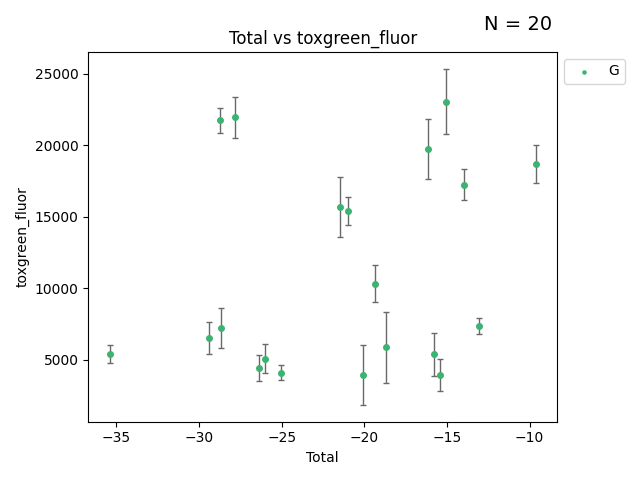 N = 20
Total vs toxgreen_fluor
G
25000
20000
15000
10000
5000
toxgreen_fluor
−35
−30
−25
−20
−15
−10
Total